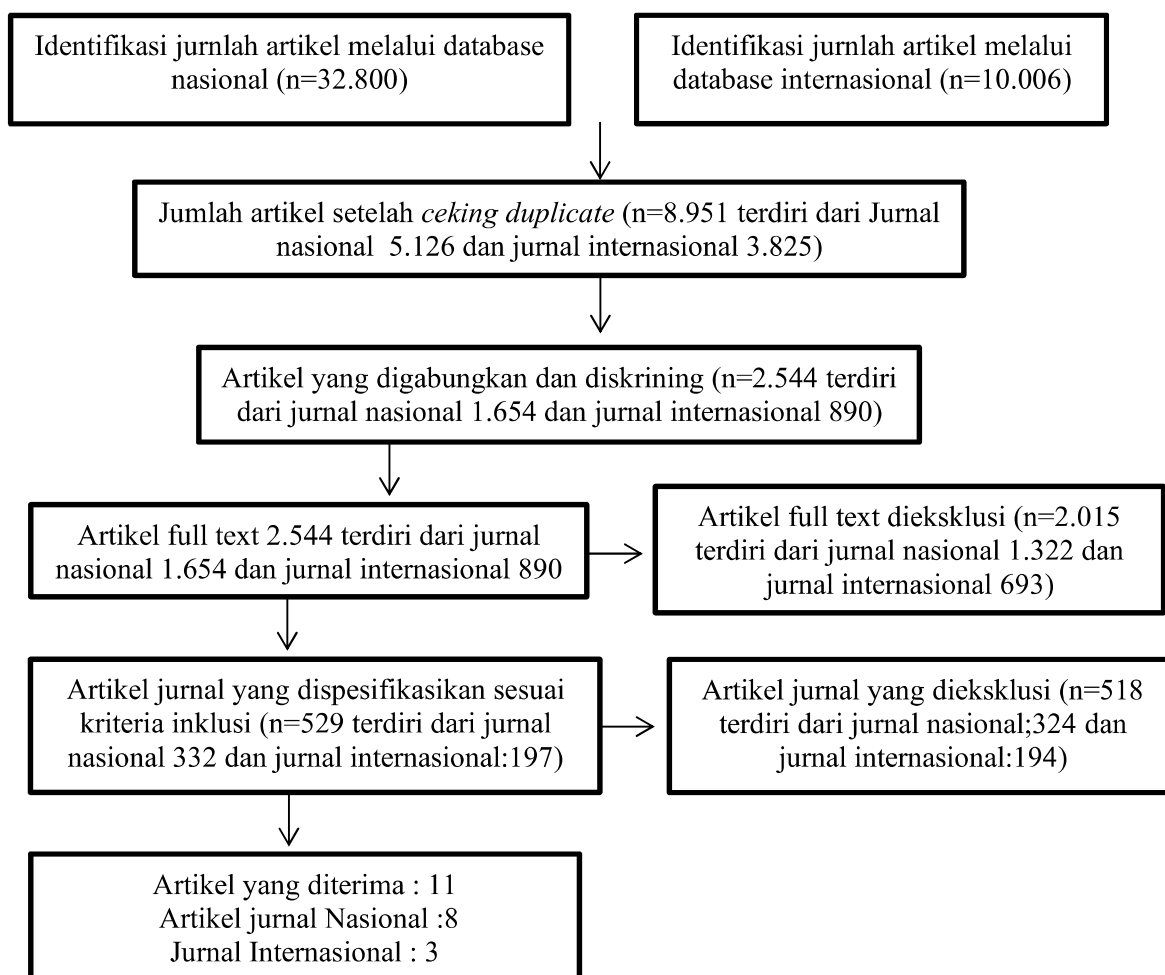 Identifikasi jurnlah artikel melalui database
nasional (n=32.800)
Identifikasi jurnlah artikel melalui
database internasional (n=10.006)
Jumlah artikel setelah ceking duplicate (n=8.951 terdiri dari Jurnal
nasional 5.126 dan jurnal internasional 3.825)
Artikel yang digabungkan dan diskrining (n=2.544 terdiri
dari jurnal nasional 1.654 dan jurnal internasional 890)
Artikel full text 2.544 terdiri dari jurnal
nasional 1.654 dan jurnal internasional 890
Artikel full text dieksklusi (n=2.015
terdiri dari jurnal nasional 1.322 dan
jurnal internasional 693)
Artikel jurnal yang dispesifikasikan sesuai
kriteria inklusi (n=529 terdiri dari jurnal
nasional 332 dan jurnal internasional:197)
Artikel jurnal yang dieksklusi (n=518
terdiri dari jurnal nasional;324 dan
jurnal internasional:194)
Artikel yang diterima : 11
Artikel jurnal Nasional :8
Jurnal Internasional : 3